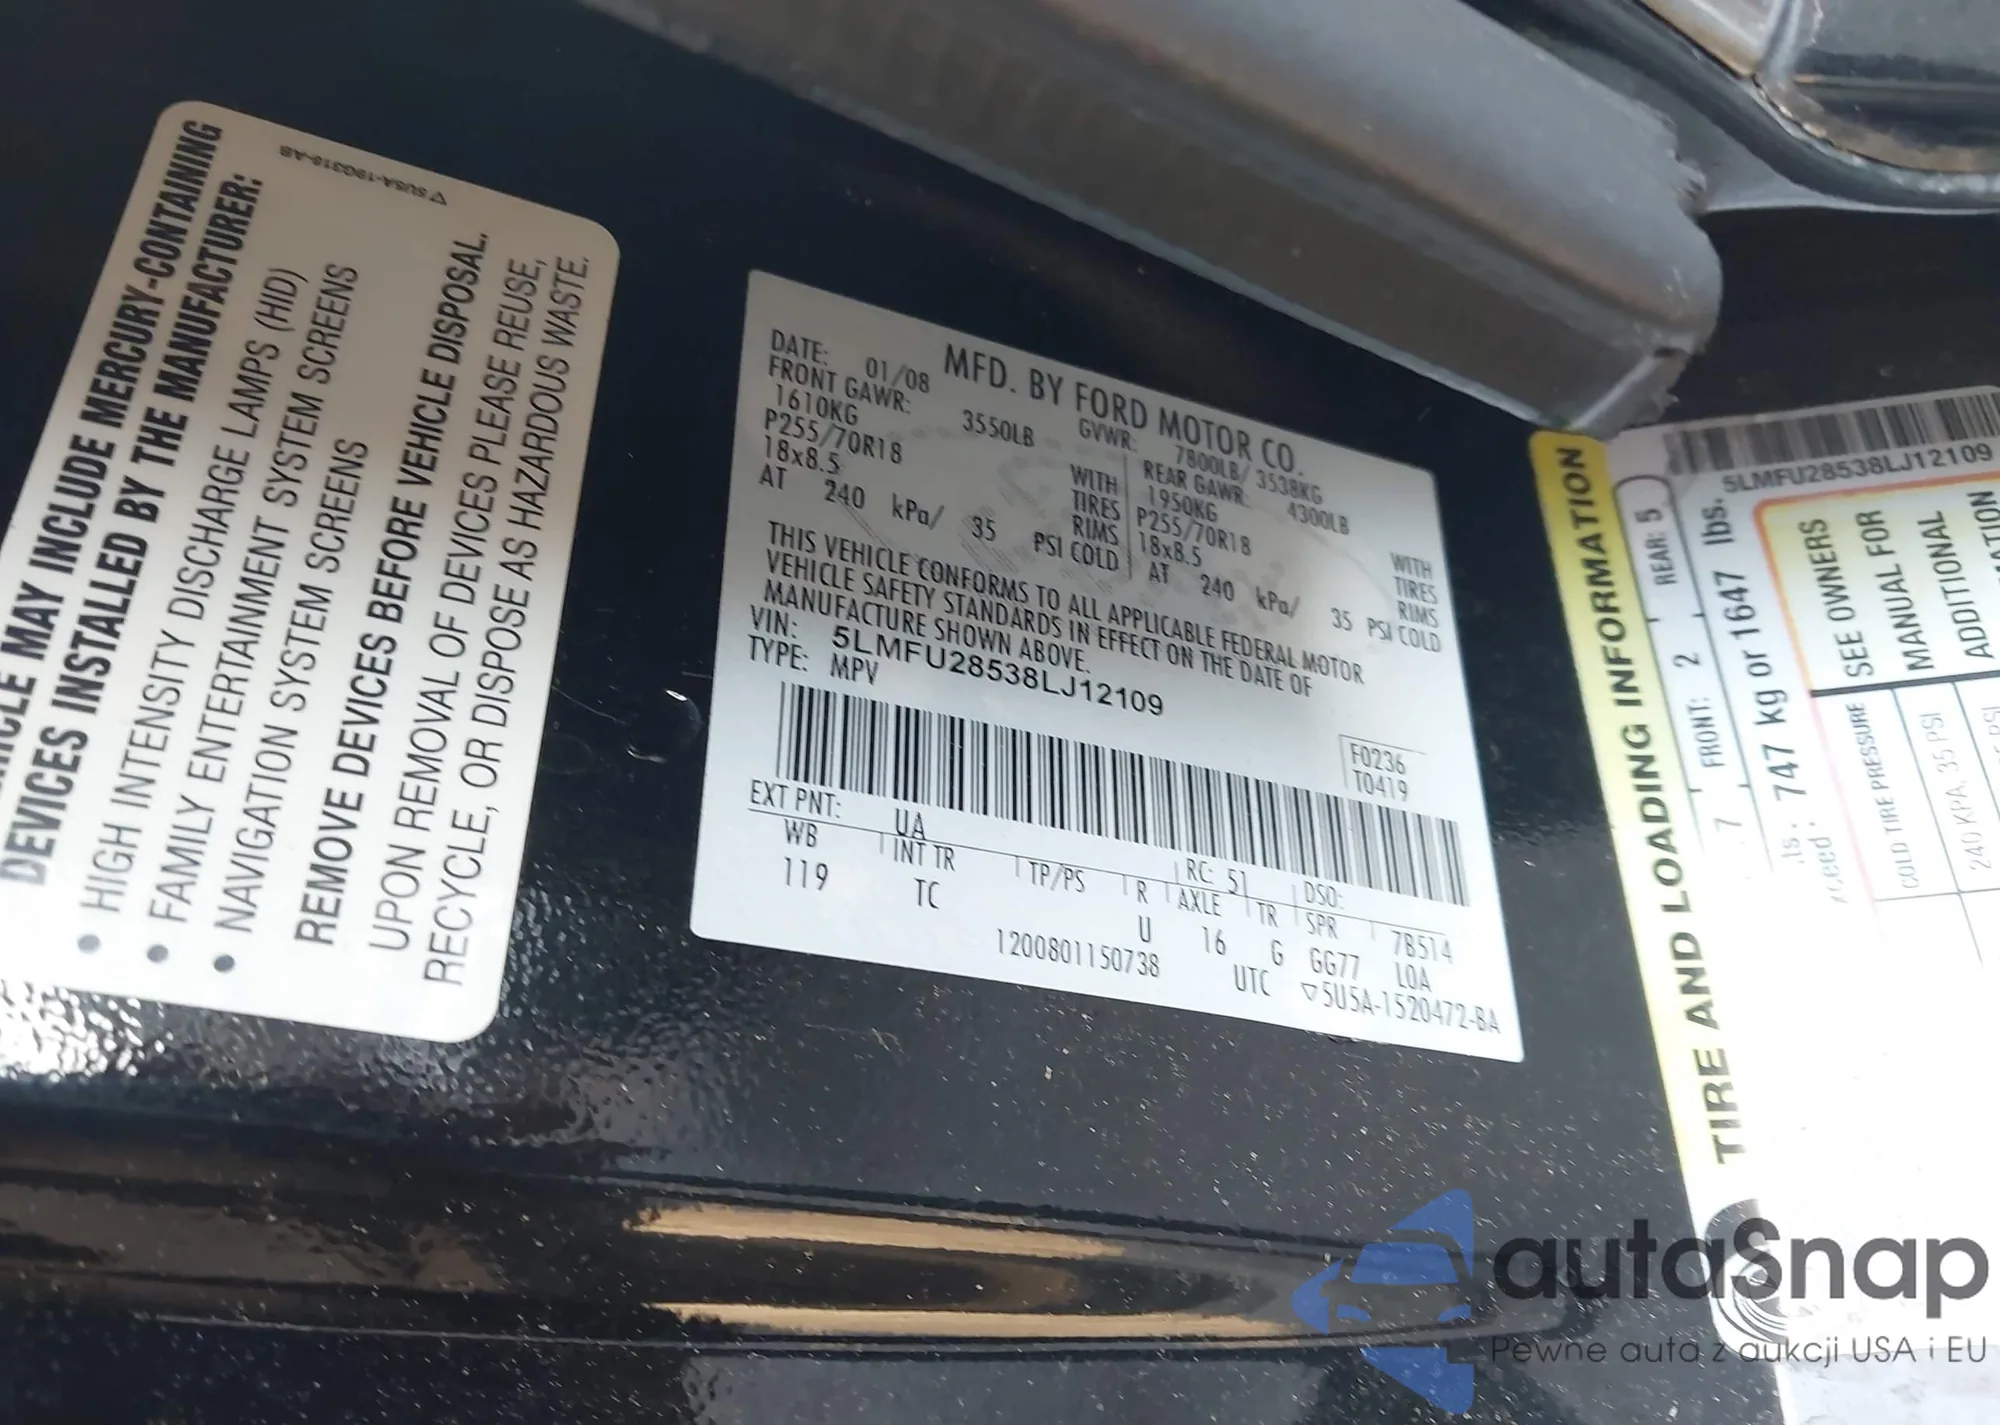 ▽5U5A-19G318-AB
VEHICLE MAY INCLUDE MERCURY-CONTAINING
DEVICES INSTALLED BY THE MANUFACTURER:
• HIGH INTENSITY DISCHARGE LAMPS (HID)
• FAMILY ENTERTAINMENT SYSTEM SCREENS
• NAVIGATION SYSTEM SCREENS
REMOVE DEVICES BEFORE VEHICLE DISPOSAL.
UPON REMOVAL OF DEVICES PLEASE REUSE,
RECYCLE, OR DISPOSE AS HAZARDOUS WASTE.
MFD. BY FORD MOTOR CO.
DATE: 01/08 GVWR: 7800LB/ 3538KG
FRONT GAWR: 3550LB REAR GAWR: 4300LB
1610KG WITH 1950KG WITH
P255/70R18 TIRES P255/70R18 TIRES
18x8.5 RIMS 18x8.5 RIMS
AT 240 kPa/ 35 PSI COLD AT 240 kPa/ 35 PSI COLD
THIS VEHICLE CONFORMS TO ALL APPLICABLE FEDERAL MOTOR
VEHICLE SAFETY STANDARDS IN EFFECT ON THE DATE OF
MANUFACTURE SHOWN ABOVE.
VIN: 5LMFU28538LJ12109
TYPE: MPV
F0236
T0419
EXT PNT: UA RC: 51 DSO:
WB INT TR TP/PS R AXLE TR SPR 7B514
119 TC U 16 G GG77 LOA
1200801150738 UTC ▽5U5A-1520472-BA
TIRE AND LOADING INFORMATION
5LMFU28538LJ12109
7 FRONT: 2 REAR: 5
747 kg or 1647 lbs.
SEE OWNERS
MANUAL FOR
ADDITIONAL
COLD TIRE PRESSURE
240 KPA, 35 PSI
autaSnap
Pewne auta z aukcji USA i EU